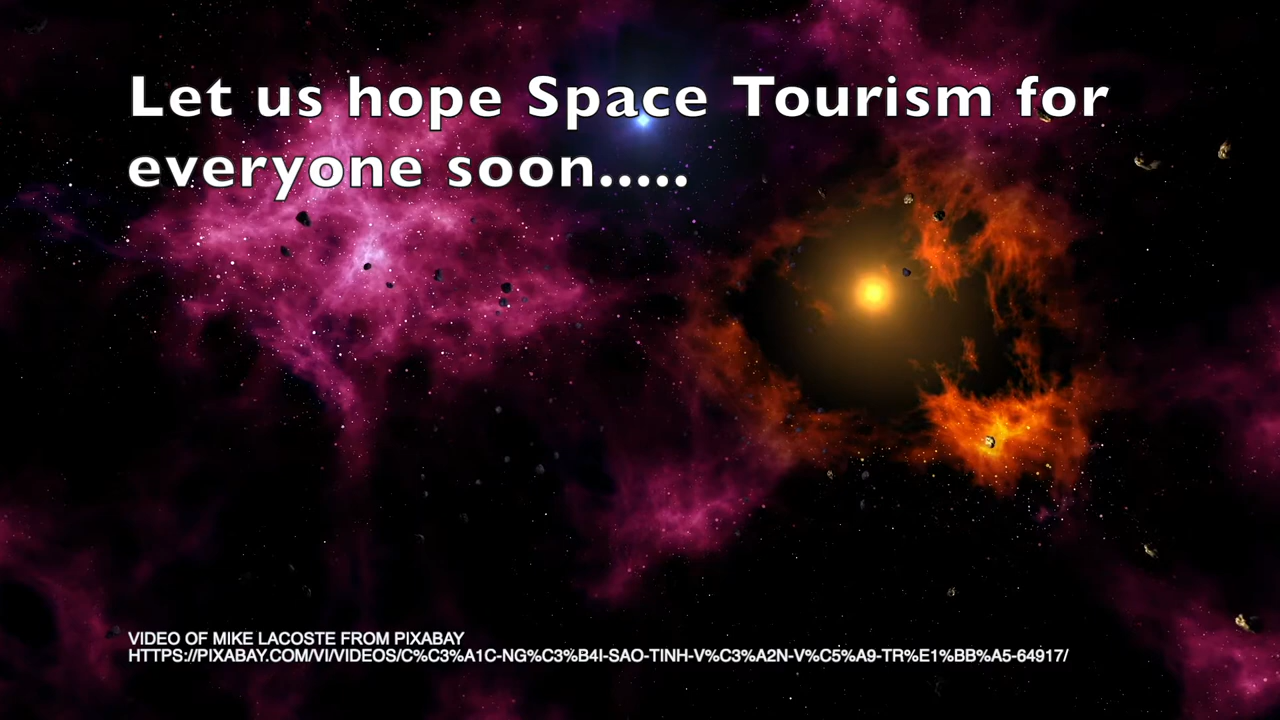 Let us hope Space Tourism for
everyone soon.....
VIDEO OF MIKE LACOSTE FROM PIXABAY
HTTPS://PIXABAY.COM/VI/VIDEOS/C%C3%A1C-NG%C3%B4I-SAO-TINH-V%C3%A2N-V%C5%A9-TR%E1%BB%A5-64917/